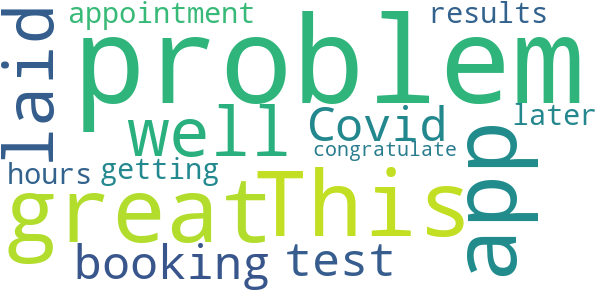 appointment
results
laid
problem
well
Covid
later
congratulate
hours
getting
app
great
This
booking
test